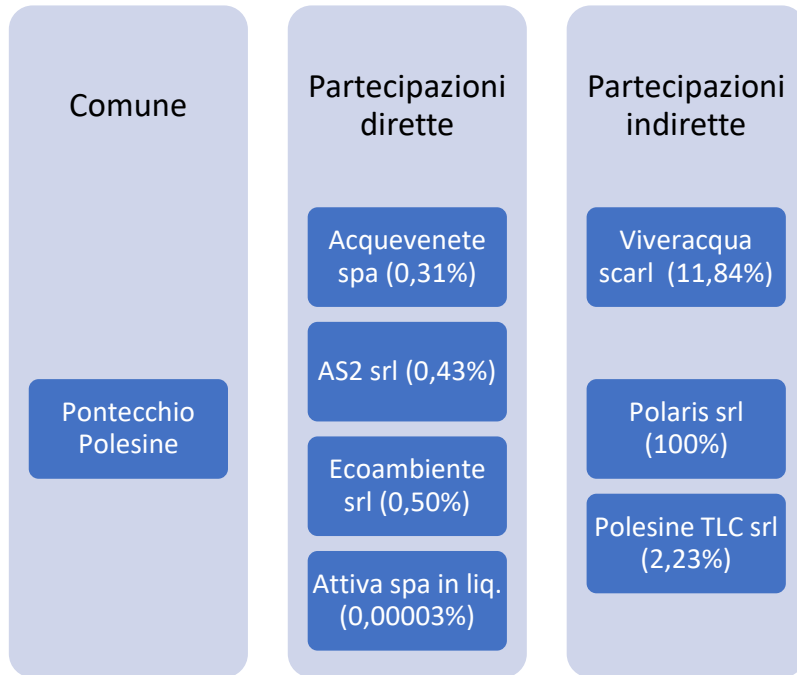 Comune
Pontecchio
Polesine
Partecipazioni
dirette
Acquevenete
spa (0,31%)
AS2 srl (0,43%)
Ecoambiente
srl (0,50%)
Attiva spa in liq.
(0,00003%)
Partecipazioni
indirette
Viveracqua
scarl  (11,84%)
Polaris srl
(100%)
Polesine TLC srl
(2,23%)